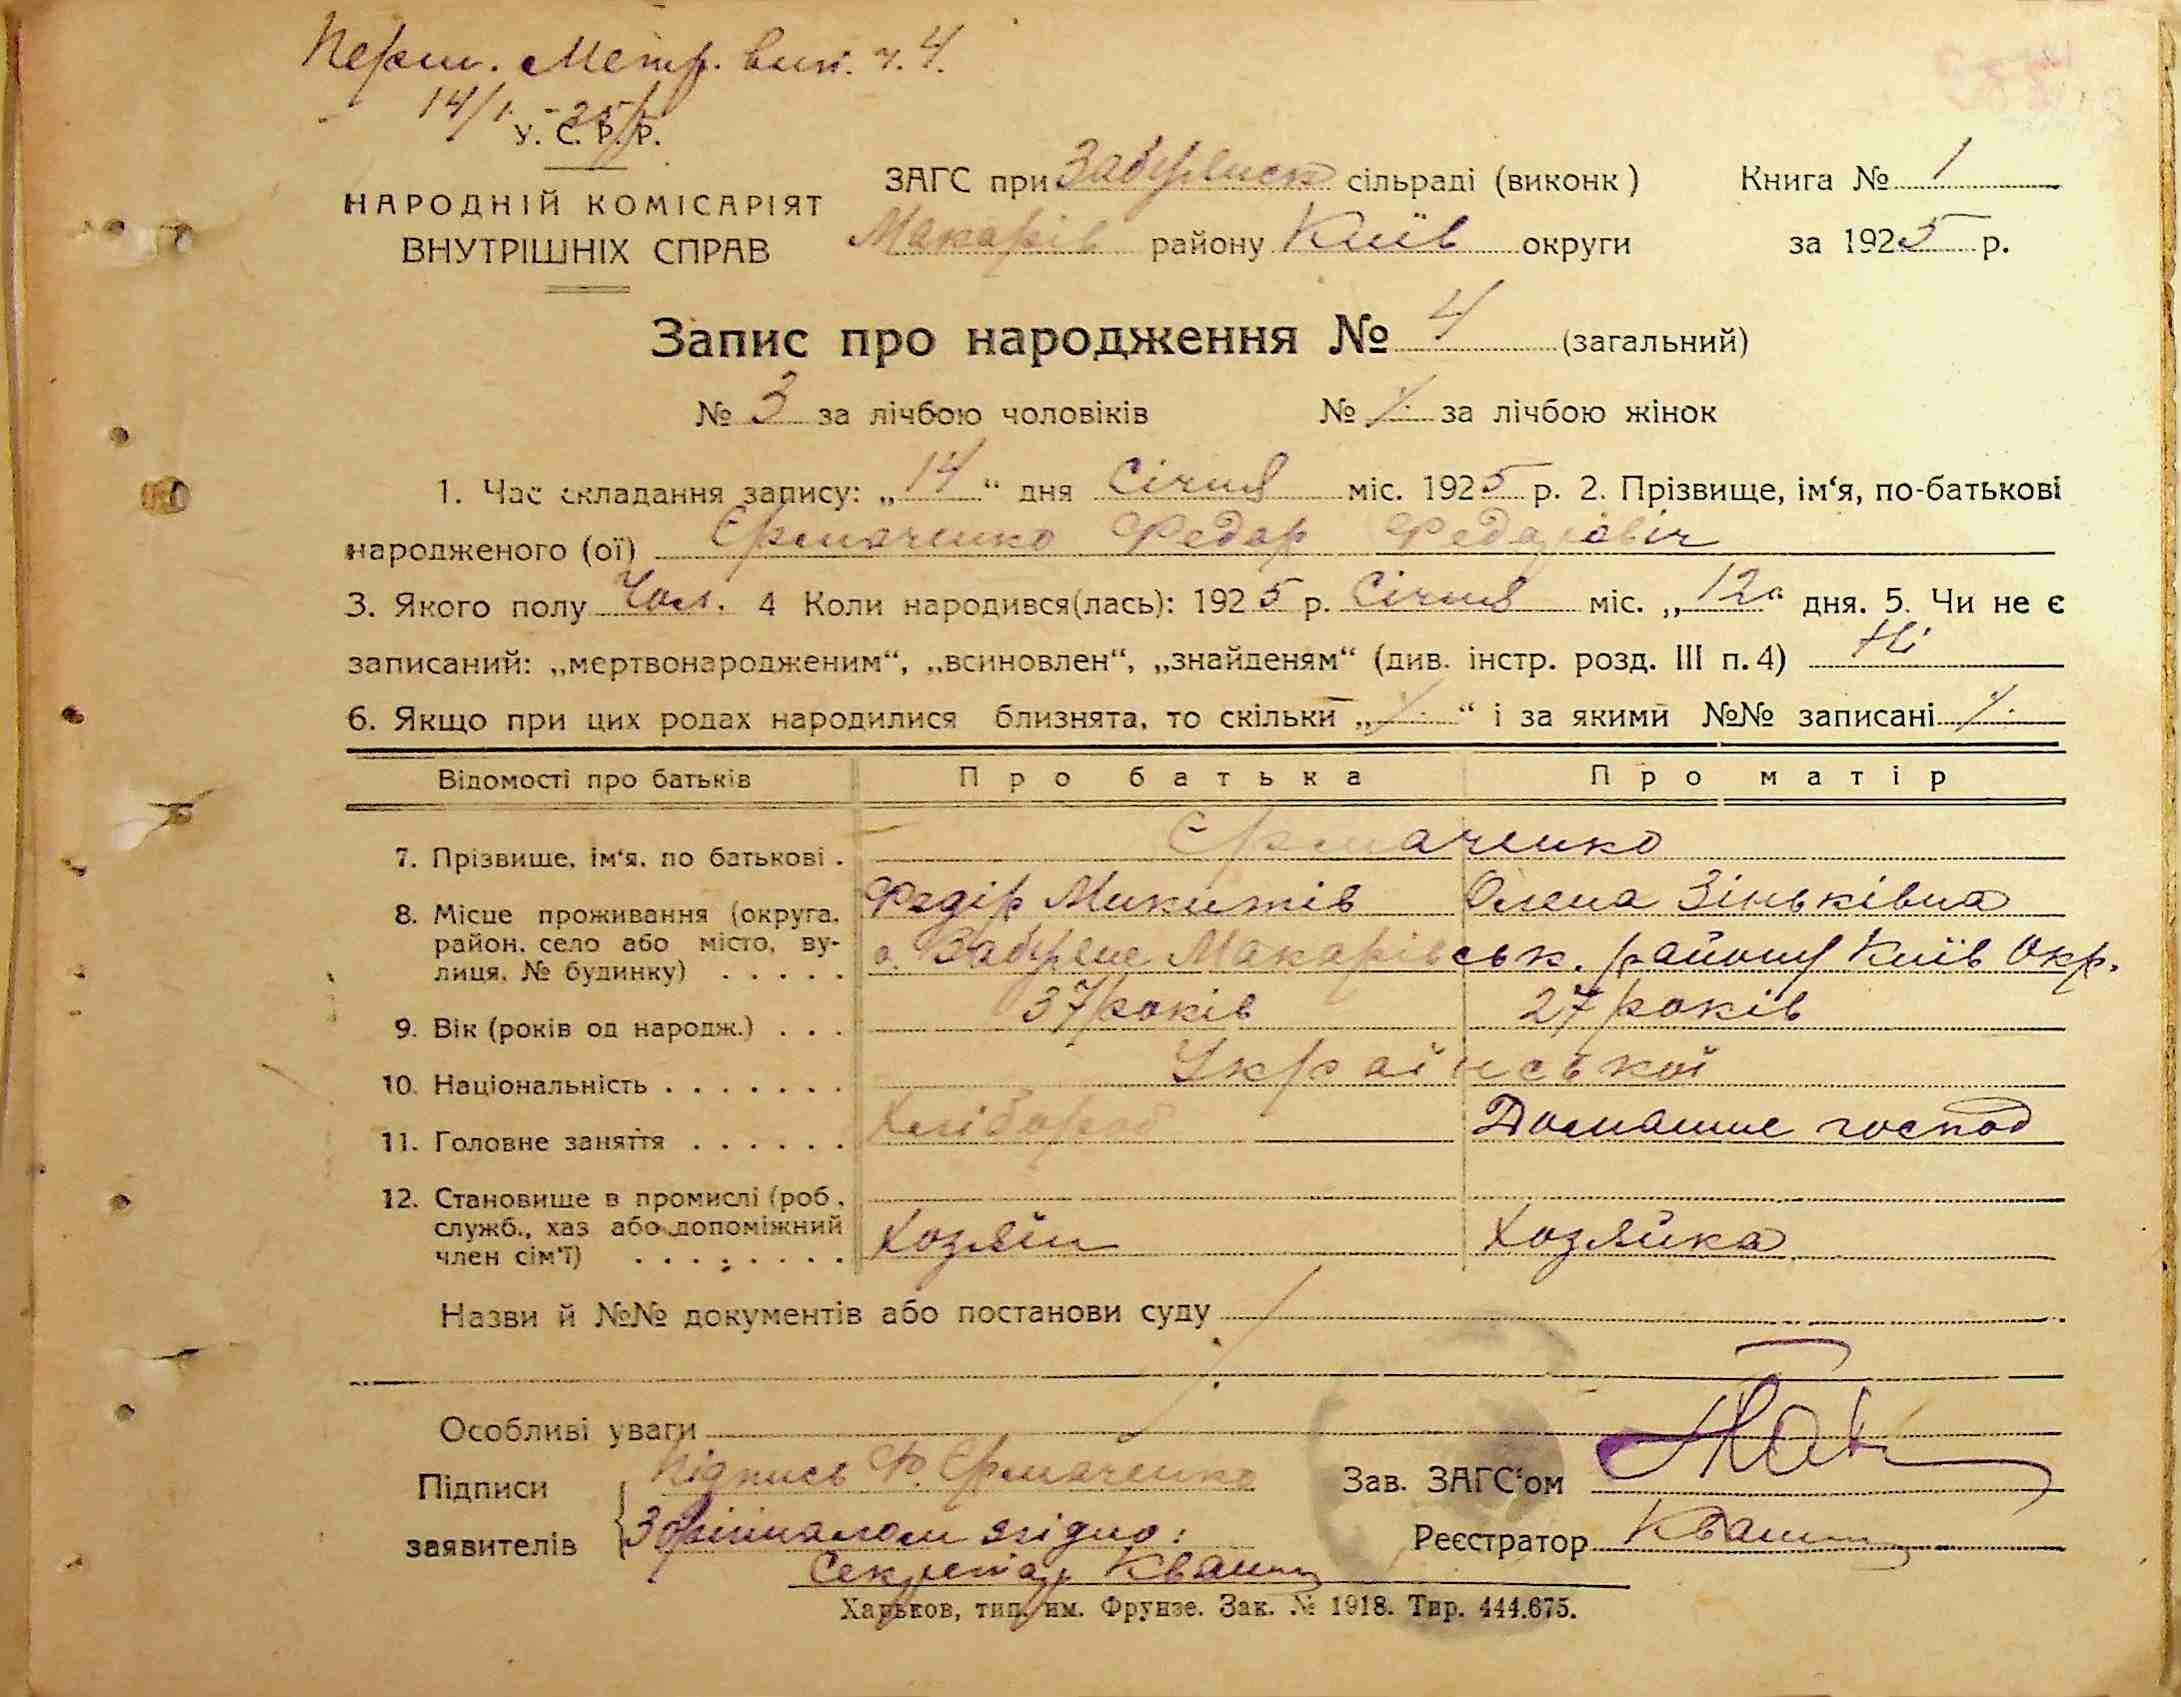 Перш. Метр. вип. ч. 4.
14/I - 25 р.
У. С. Р. Р.
НАРОДНІЙ КОМІСАРІЯТ
ВНУТРІШНІХ СПРАВ
ЗАГС при Забуянск сільраді (виконк) Книга № 1
Макарів району Київ округи за 1925 р.
Запис про народження № 4 (загальний)
№ 3 за лічбою чоловіків № за лічбою жінок
1. Час складання запису: „14“ дня Січня міс. 1925 р. 2. Прізвище, ім‘я, по-батькові
народженого (ої) Єрмаченко Федор Федорович
3. Якого полу Чол. 4 Коли народився(лась): 1925 р. Січня міс. „12“ дня. 5. Чи не є
записаний: „мертвонародженим“, „всиновлен“, „знайденям“ (див. інстр. розд. III п. 4) Ні
6. Якщо при цих родах народилися близнята, то скільки „ “ і за якими №№ записані
Відомості про батьків Про батька Про матір
7. Прізвище, ім‘я, по батькові . Єрмаченко
Федір Микитів Олена Зіньківна
8. Місце проживання (округа, район, село або місто, вулиця, № будинку) . . . . . с. Забуяне Макарівськ. району Київ Окр.
9. Вік (років од народж.) . . . 37 років 27 років
10. Національність . . . . . . . Української
11. Головне заняття . . . . . . Хлібороб Домашнє господ
12. Становище в промислі (роб., служб., хаз або допоміжний член сім‘ї) . . . . . . . . Хозяїн Хозяйка
Назви й №№ документів або постанови суду
Особливі уваги
Підписи заявителів Підпись Ф. Єрмаченко
Зав. ЗАГС‘ом
З орігіналом згідно:
Реєстратор Кваш
Секретар Кваш
Харьков, тип. им. Фрунзе. Зак. № 1918. Тир. 444.675.